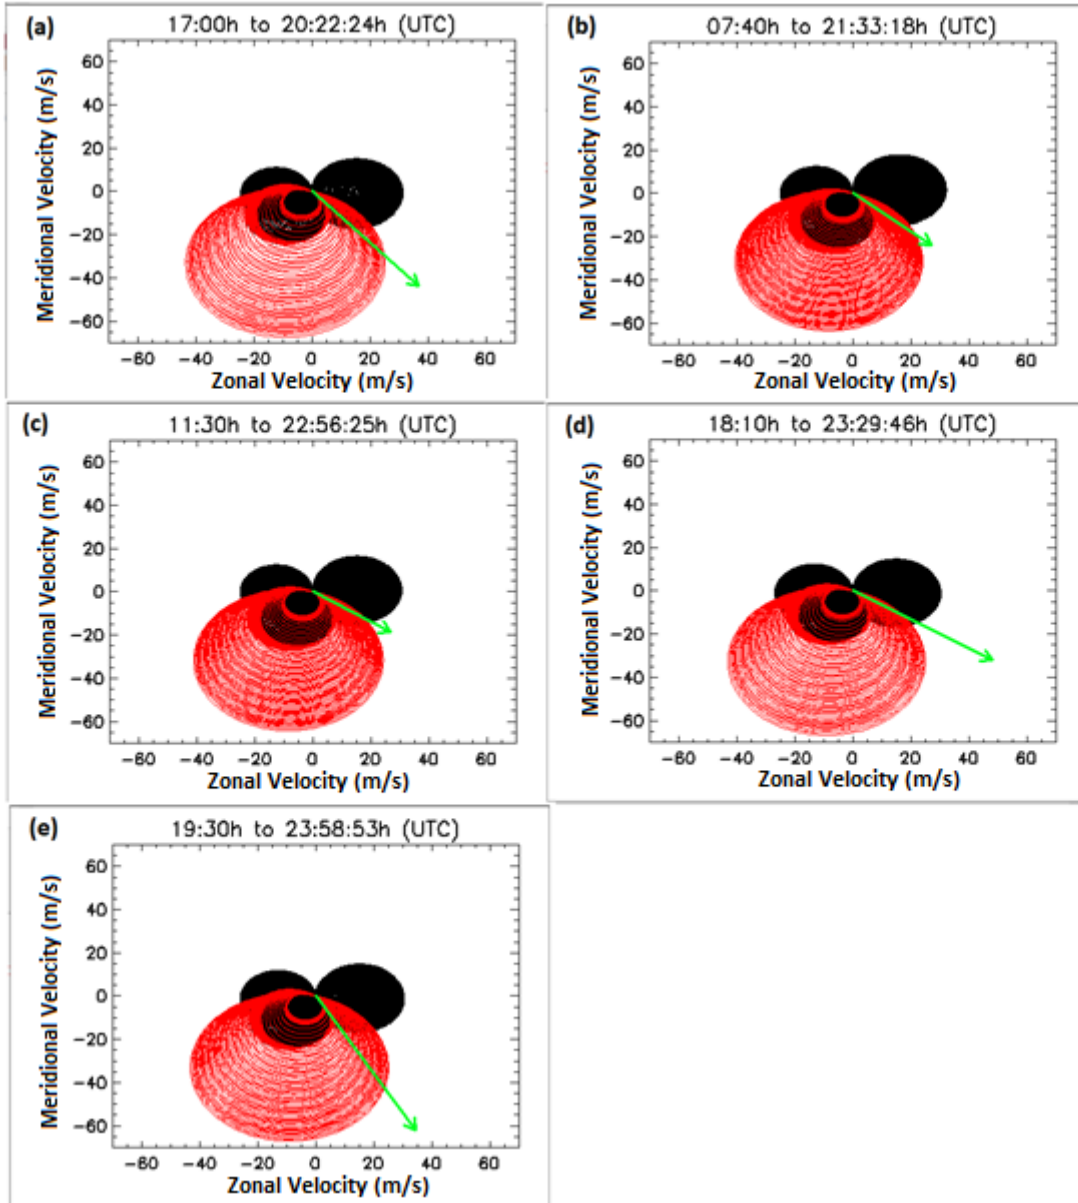 (a) 17:00h to 20:22:24h (UTC)
Meridional Velocity (m/s)
60
40
20
0
−20
−40
−60
−60 −40 −20 0 20 40 60
Zonal Velocity (m/s)
(b) 07:40h to 21:33:18h (UTC)
Meridional Velocity (m/s)
60
40
20
0
−20
−40
−60
−60 −40 −20 0 20 40 60
Zonal Velocity (m/s)
(c) 11:30h to 22:56:25h (UTC)
Meridional Velocity (m/s)
60
40
20
0
−20
−40
−60
−60 −40 −20 0 20 40 60
Zonal Velocity (m/s)
(d) 18:10h to 23:29:46h (UTC)
Meridional Velocity (m/s)
60
40
20
0
−20
−40
−60
−60 −40 −20 0 20 40 60
Zonal Velocity (m/s)
(e) 19:30h to 23:58:53h (UTC)
Meridional Velocity (m/s)
60
40
20
0
−20
−40
−60
−60 −40 −20 0 20 40 60
Zonal Velocity (m/s)